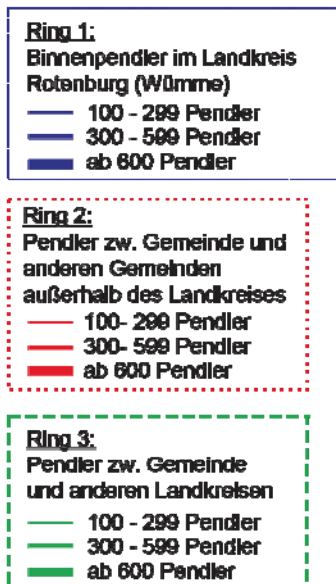 Ring 1:
Binnenpendler im Landkreis
Rotenburg (Wümme)
100 - 299 Pendler
300 - 599 Pendler
ab 600 Pendler
Ring 2:
Pendler zw. Gemeinde und
anderen Gemeinden
außerhalb des Landkreises
100- 299 Pendler
300- 599 Pendler
ab 600 Pendler
Ring 3:
Pendler zw. Gemeinde
und anderen Landkreisen
100 - 299 Pendler
300 - 599 Pendler
ab 600 Pendler